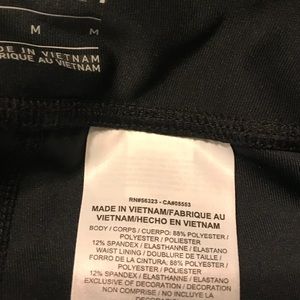 M M
MADE IN VIETNAM
FABRIQUE AU VIETNAM
RN#56323 - CA#05553
MADE IN VIETNAM/FABRIQUE AU
VIETNAM/HECHO EN VIETNAM
BODY / CORPS / CUERPO: 88% POLYESTER /
POLYESTER / POLIESTER
12% SPANDEX / ELASTHANNE / ELASTANO
WAIST LINING / DOUBLURE DE TAILLE /
FORRO DE LA CINTURA: 88% POLYESTER /
POLYESTER / POLIESTER
12% SPANDEX / ELASTHANNE / ELASTANO
EXCLUSIVE OF DECORATION / DECORATION
NON COMPRISE / NO INCLUYE LA